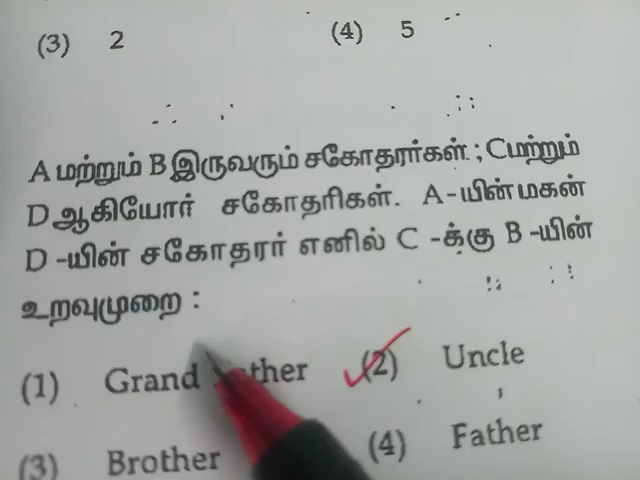 (3) 2 (4) 5
A மற்றும் B இருவரும் சகோதரர்கள் ; C மற்றும்
D ஆகியோர் சகோதரிகள். A -யின் மகன்
D -யின் சகோதரர் எனில் C -க்கு B -யின்
உறவுமுறை :
(1) Grand ther (2) Uncle
(3) Brother (4) Father